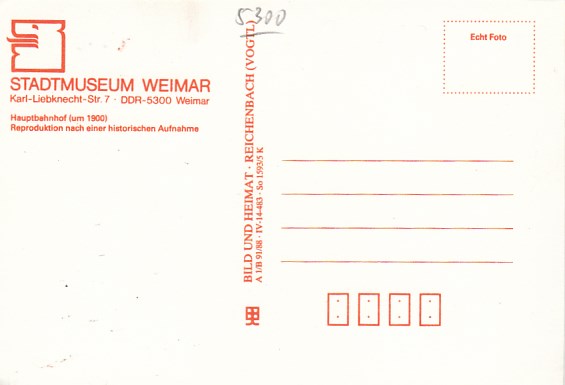 5300
STADTMUSEUM WEIMAR
Karl-Liebknecht-Str. 7 · DDR-5300 Weimar
Hauptbahnhof (um 1900)
Reproduktion nach einer historischen Aufnahme
BILD UND HEIMAT · REICHENBACH (VOGTL)
A 1/B 91/88 · IV-14-483 · So 1593/5 K
Echt Foto